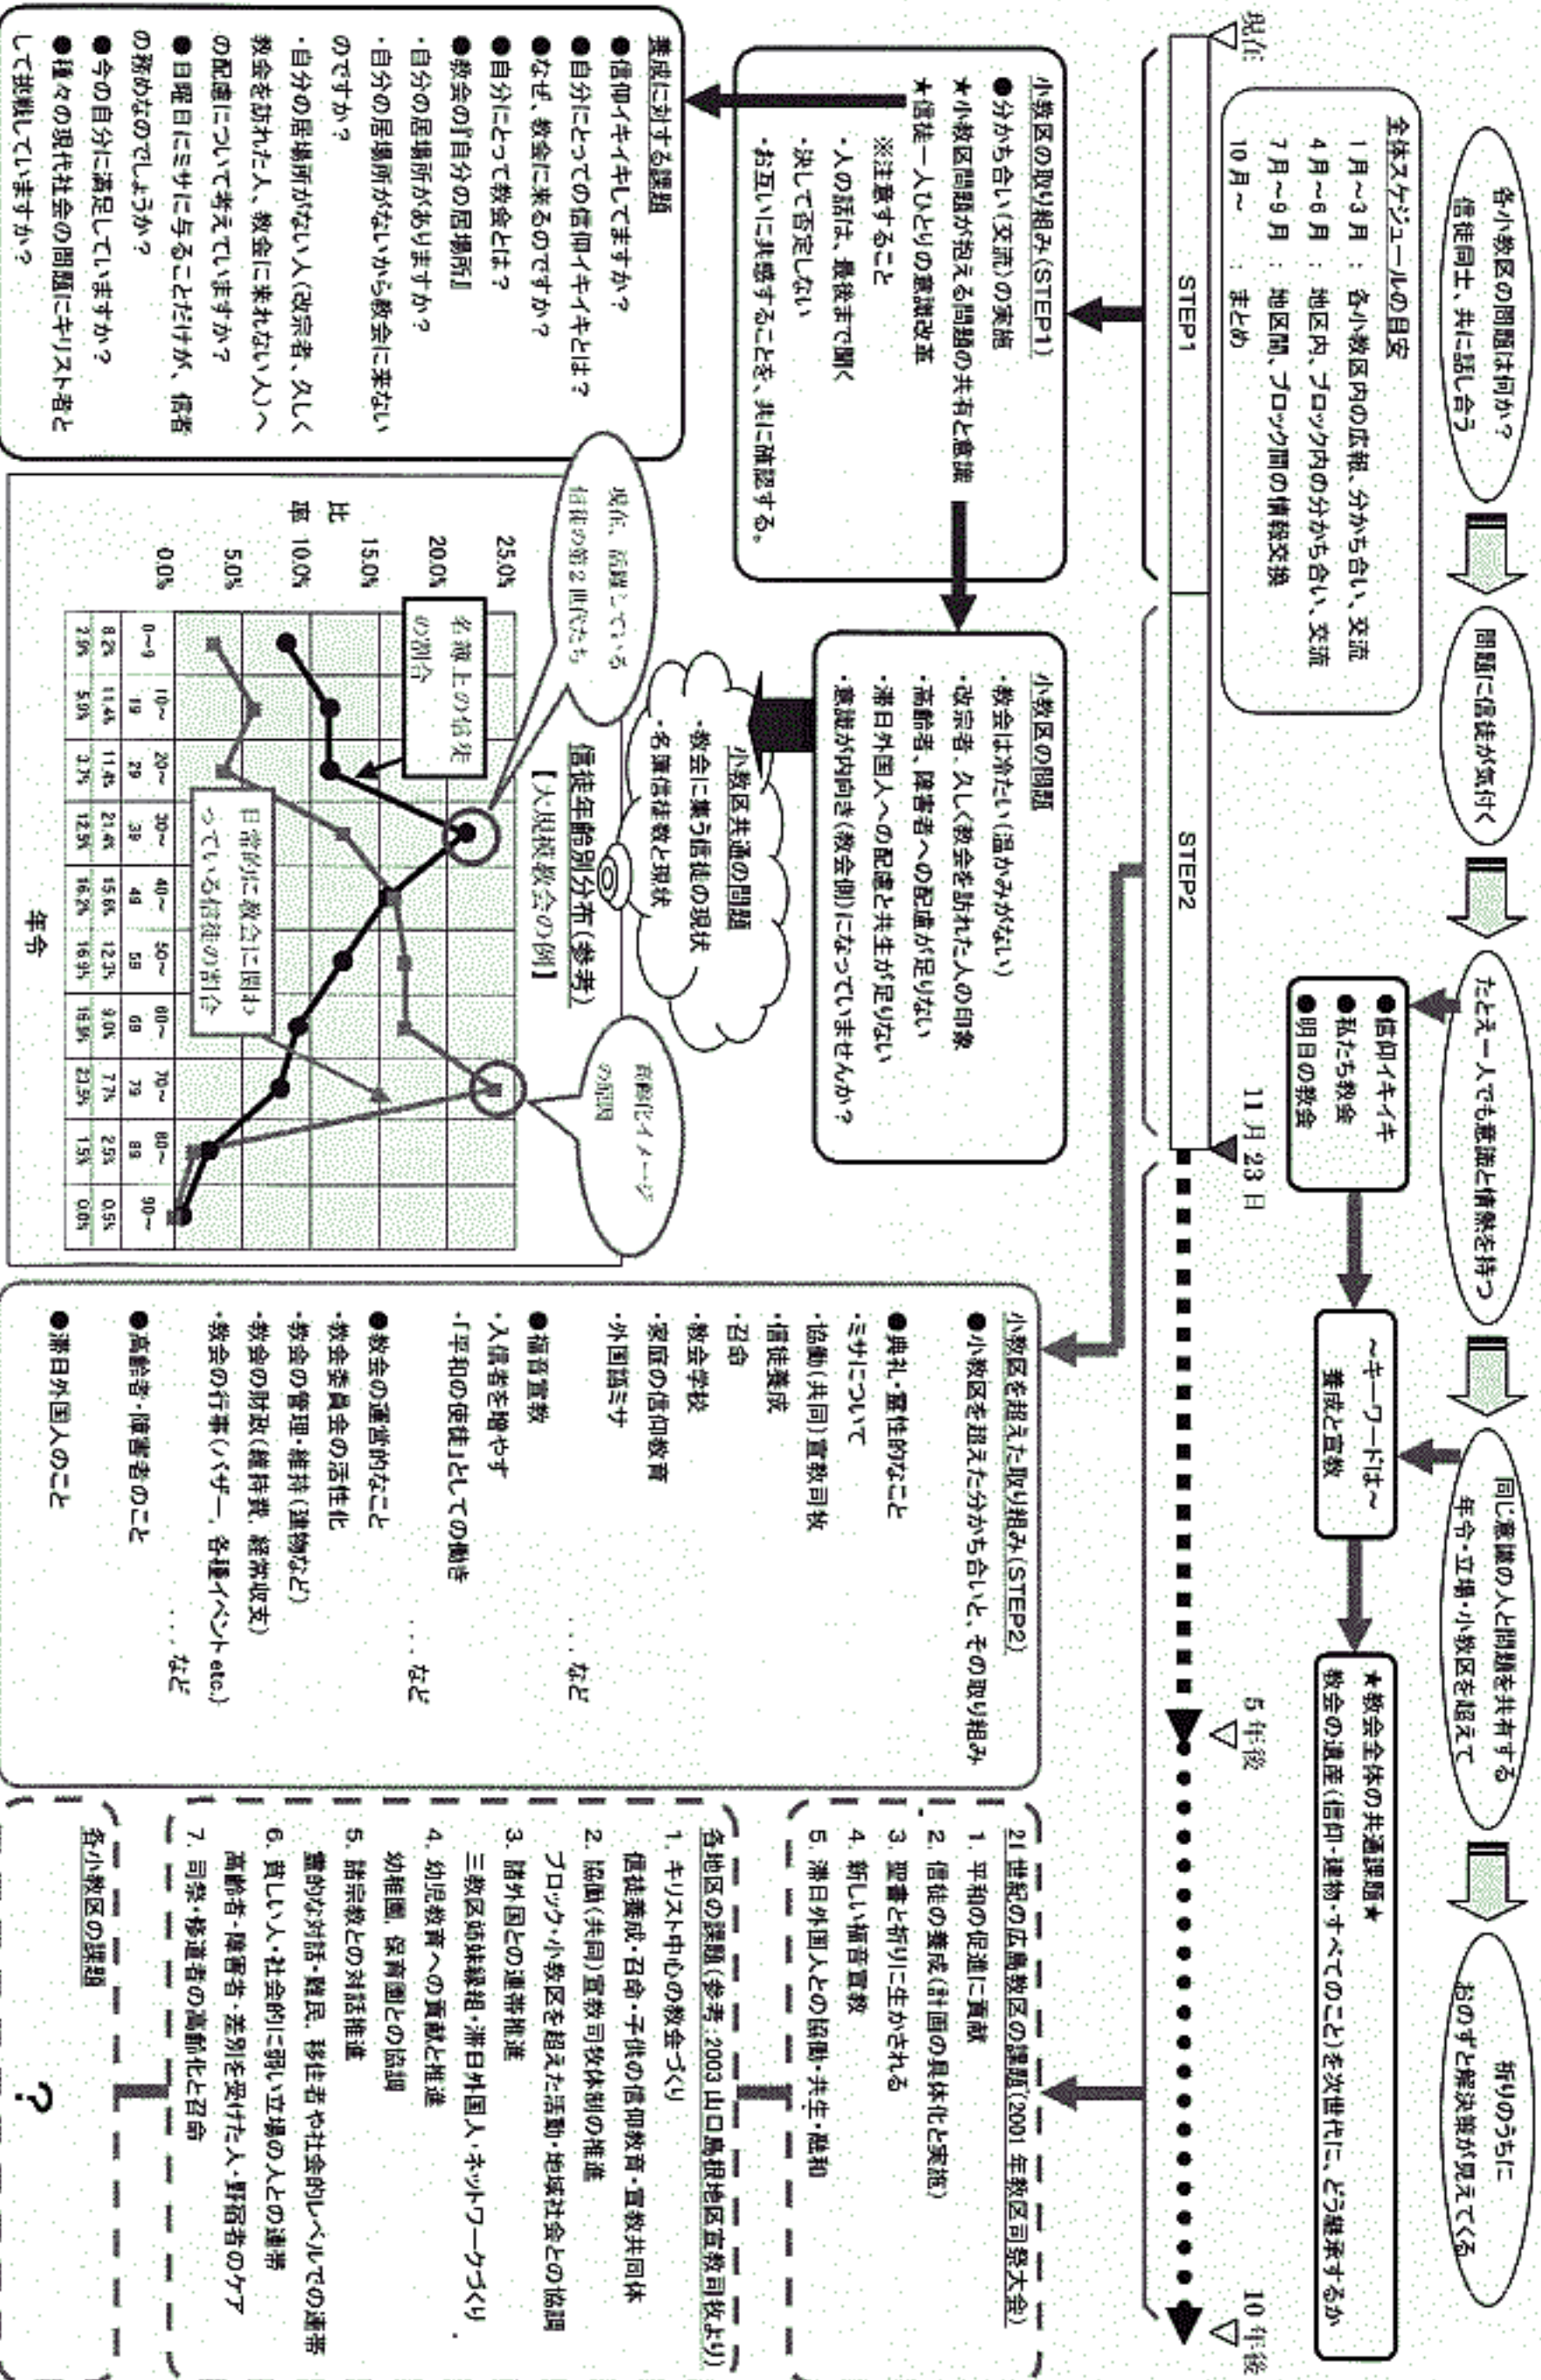 各小教区の問題は何か?
信徒同士、共に話し合う
問題に信徒が気付く
たとえ一人でも意識と情熱を持つ
同じ意識の人と問題を共有する
年令・立場・小教区を超えて
祈りのうちに
おのずと解決策が見えてくる
●信仰イキイキ
●私たち教会
●明日の教会
~キーワードは~
養成と宣教
★教会全体の共通課題★
教会の遺産(信仰・建物・すべてのこと)を次世代に、どう継承するか
全体スケジュールの目安
1月~3月 : 各小教区内の広報、分かち合い、交流
4月~6月 : 地区内、ブロック内の分かち合い、交流
7月~9月 : 地区間、ブロック間の情報交換
10月~ : まとめ
現在
11月23日
5年後
10年後
STEP1
STEP2
小教区の取り組み(STEP1)
●分かち合い(交流)の実施
★小教区問題が抱える問題の共有と意識
★信徒一人ひとりの意識改革
※注意すること
・人の話は、最後まで聞く
・決して否定しない
・お互いに共感することを、共に確認する。
小教区の問題
・教会は冷たい(温かみがない)
・改宗者、久しく教会を訪れた人の印象
・高齢者、障害者への配慮が足りない
・滞日外国人への配慮と共生が足りない
・意識が内向き(教会側)になっていませんか?
小教区共通の問題
・教会に集う信徒の現状
・名簿信徒数と現状
養成に対する課題
●信仰イキイキしてますか?
●自分にとっての信仰イキイキとは?
●なぜ、教会に来るのですか?
●自分にとって教会とは?
●教会の『自分の居場所』
・自分の居場所がありますか?
・自分の居場所がないから教会に来ない
のですか?
・自分の居場所がない人(改宗者、久しく
教会を訪れた人、教会に来れない人)へ
の配慮について考えていますか?
●日曜日にミサに与ることだけが、信者
の務めなのでしょうか?
●今の自分に満足していますか?
●種々の現代社会の問題にキリスト者と
して挑戦していますか?
現在、活躍している
信徒の第2世代たち
高齢化イメージ
の起因
信徒年齢別分布(参考)
【大規模教会の例】
名簿上の信徒
の割合
日常的に教会に関わ
っている信徒の割合
比
率
25.0%
20.0%
15.0%
10.0%
5.0%
0.0%
0~9 10~19 20~29 30~39 40~49 50~59 60~69 70~79 80~89 90~
8.2% 11.4% 11.4% 21.4% 15.6% 12.3% 9.0% 7.7% 2.5% 0.5%
2.9% 5.9% 3.7% 12.5% 16.2% 16.9% 16.9% 23.5% 1.5% 0.0%
年令
小教区を超えた取り組み(STEP2)
●小教区を超えた分かち合いと、その取り組み
●典礼・霊性的なこと
・ミサについて
・協働(共同)宣教司牧
・信徒養成
・召命
・教会学校
・家庭の信仰教育
・外国語ミサ
...など
●福音宣教
・入信者を増やす
・「平和の使徒」としての働き
...など
●教会の運営的なこと
・教会委員会の活性化
・教会の管理・維持(建物など)
・教会の財政(維持費、経常収支)
・教会の行事(バザー、各種イベントetc.)
....など
●高齢者・障害者のこと
●滞日外国人のこと
21世紀の広島教区の課題(2001年教区司祭大会)
1. 平和の促進に貢献
2. 信徒の養成(計画の具体化と実施)
3. 聖書と祈りに生かされる
4. 新しい福音宣教
5. 滞日外国人との協働・共生・融和
各地区の課題(参考:2003山口島根地区宣教司牧より)
1. キリスト中心の教会づくり
信徒養成・召命・子供の信仰教育・宣教共同体
2. 協働(共同)宣教司牧体制の推進
ブロック・小教区を超えた活動・地域社会との協調
3. 諸外国との連帯推進
三教区姉妹縁組・滞日外国人・ネットワークづくり
4. 幼児教育への貢献と推進
幼稚園、保育園との協調
5. 諸宗教との対話推進
霊的な対話・難民、移住者や社会的レベルでの連帯
6. 貧しい人・社会的に弱い立場の人との連帯
高齢者・障害者・差別を受けた人・野宿者のケア
7. 司祭・修道者の高齢化と召命
各小教区の課題
?